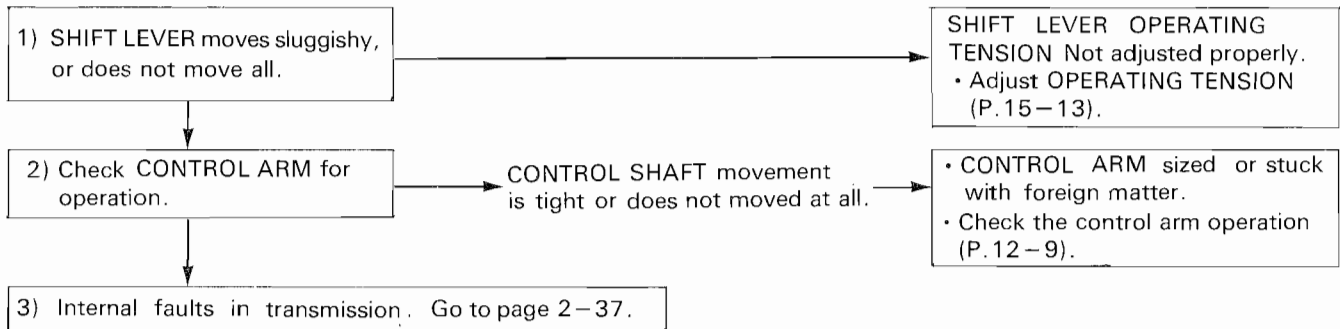 1) SHIFT LEVER moves sluggishy,
or does not move all.
SHIFT LEVER OPERATING
TENSION Not adjusted properly.
· Adjust OPERATING TENSION
(P.15-13).
2) Check CONTROL ARM for
operation.
CONTROL SHAFT movement
is tight or does not moved at all.
· CONTROL ARM sized or stuck
with foreign matter.
· Check the control arm operation
(P.12-9).
3) Internal faults in transmission. Go to page 2-37.